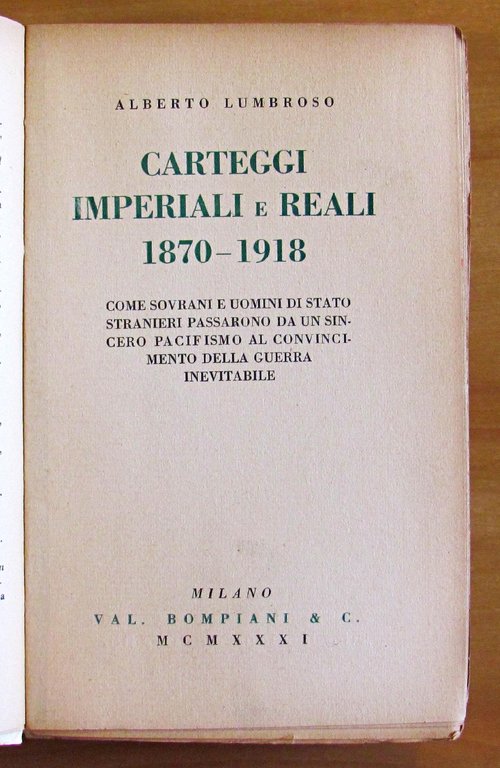 ALBERTO LUMBROSO
CARTEGGI
IMPERIALI E REALI
1870-1918
COME SOVRANI E UOMINI DI STATO
STRANIERI PASSARONO DA UN SIN-
CERO PACIFISMO AL CONVINCI-
MENTO DELLA GUERRA
INEVITABILE
MILANO
VAL. BOMPIANI & C.
MCMXXXI